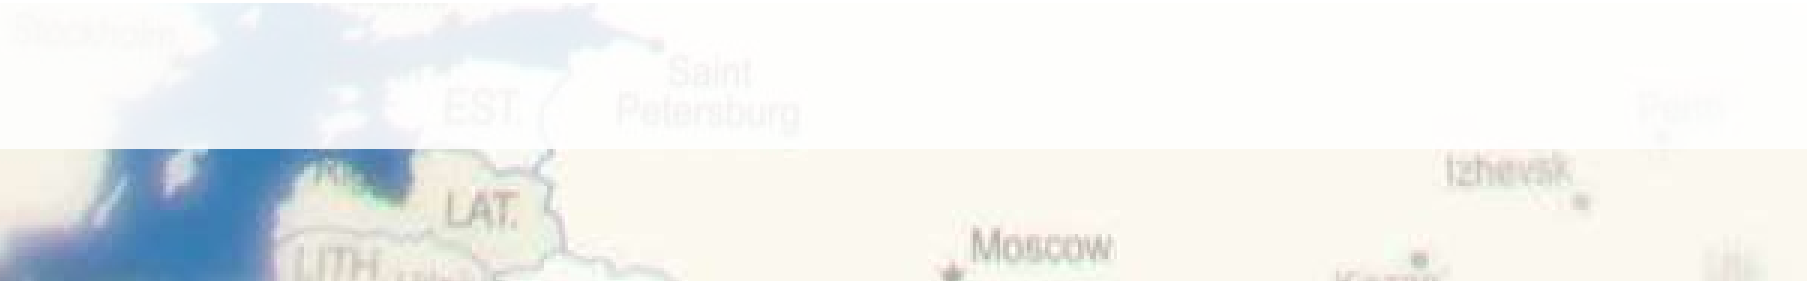 Stockholm
Saint
Petersburg
EST.
Perm
Izhevsk
LAT.
Moscow
LITH.